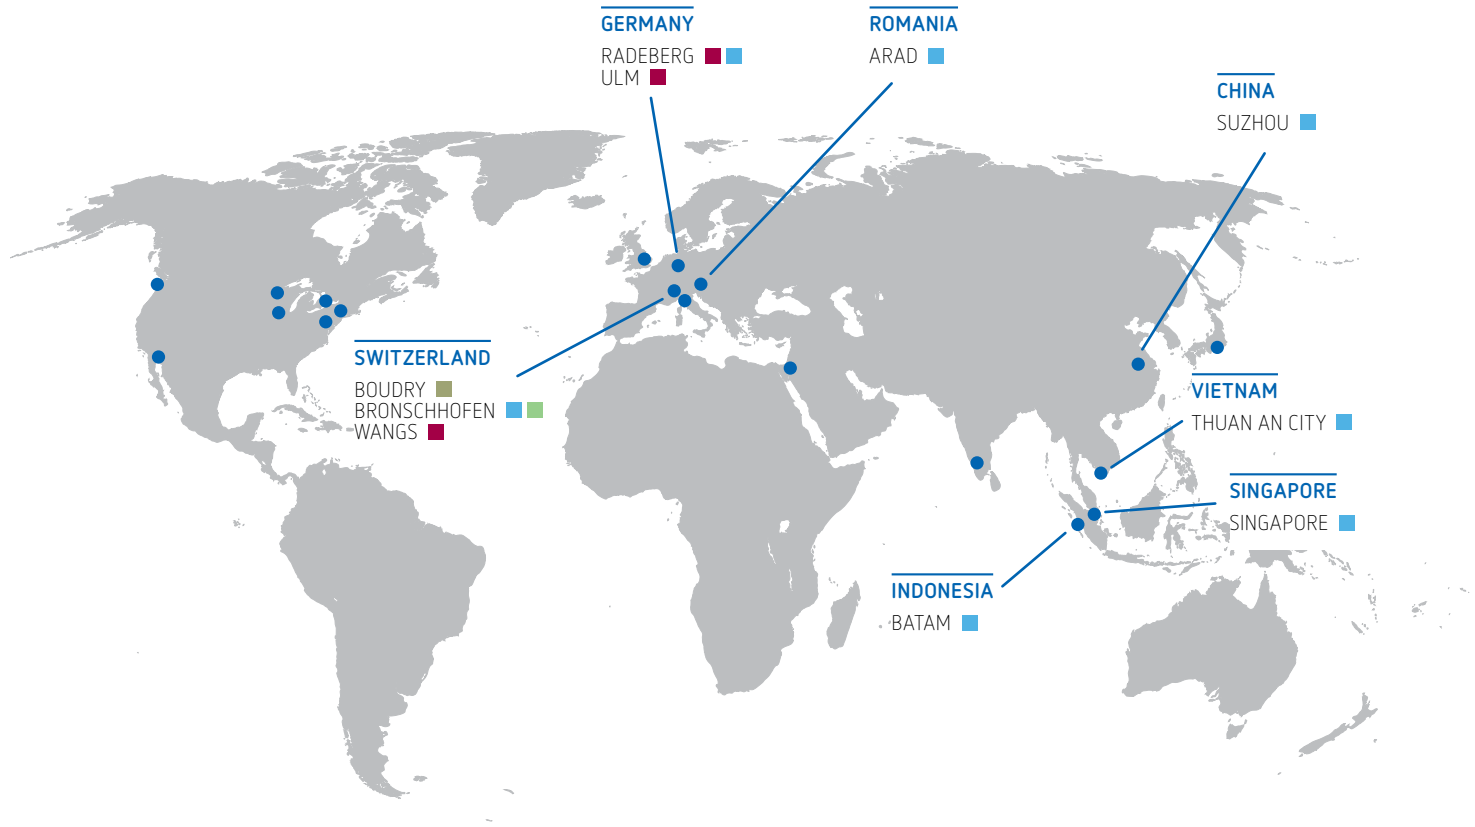 GERMANY
RADEBERG
ULM
ROMANIA
ARAD
CHINA
SUZHOU
SWITZERLAND
BOUDRY
BRONSCHHOFEN
WANGS
VIETNAM
THUAN AN CITY
SINGAPORE
SINGAPORE
INDONESIA
BATAM